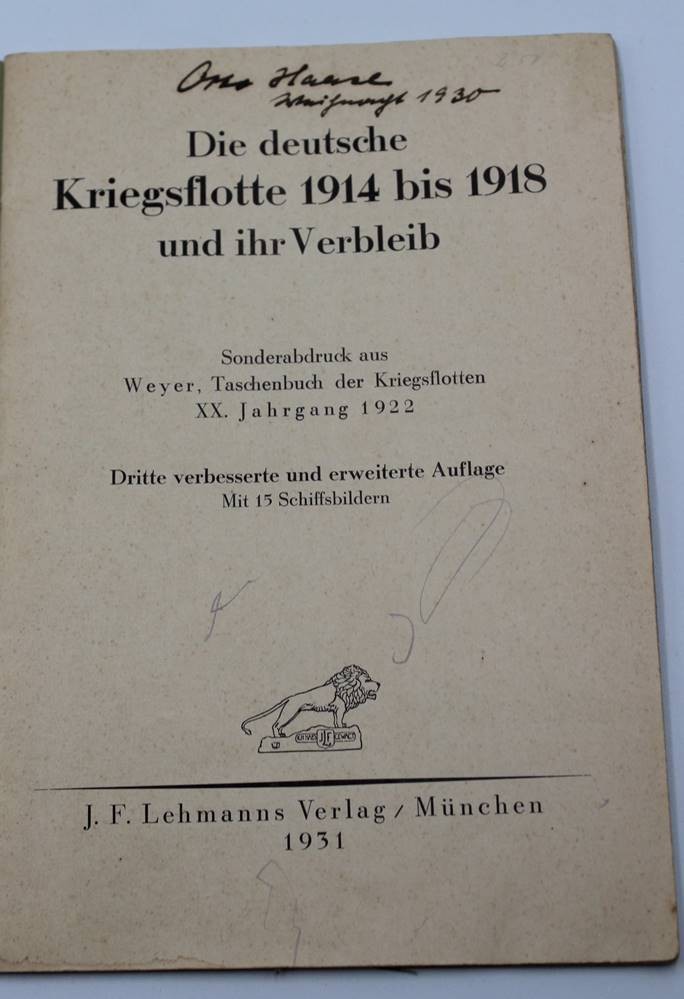 Otto Haase
Weihnacht 1930
Die deutsche
Kriegsflotte 1914 bis 1918
und ihr Verbleib
Sonderabdruck aus
Weyer, Taschenbuch der Kriegsflotten
XX. Jahrgang 1922
Dritte verbesserte und erweiterte Auflage
Mit 15 Schiffsbildern
JLF
J. F. Lehmanns Verlag / München
1931